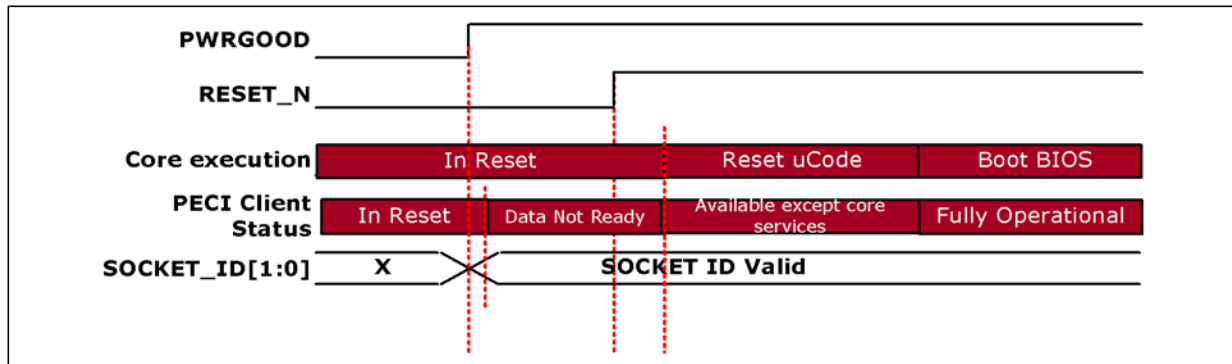 PWRGOOD
RESET_N
Core execution In Reset Reset uCode Boot BIOS
PECI Client
Status In Reset Data Not Ready Available except core
services Fully Operational
SOCKET_ID[1:0] X SOCKET ID Valid